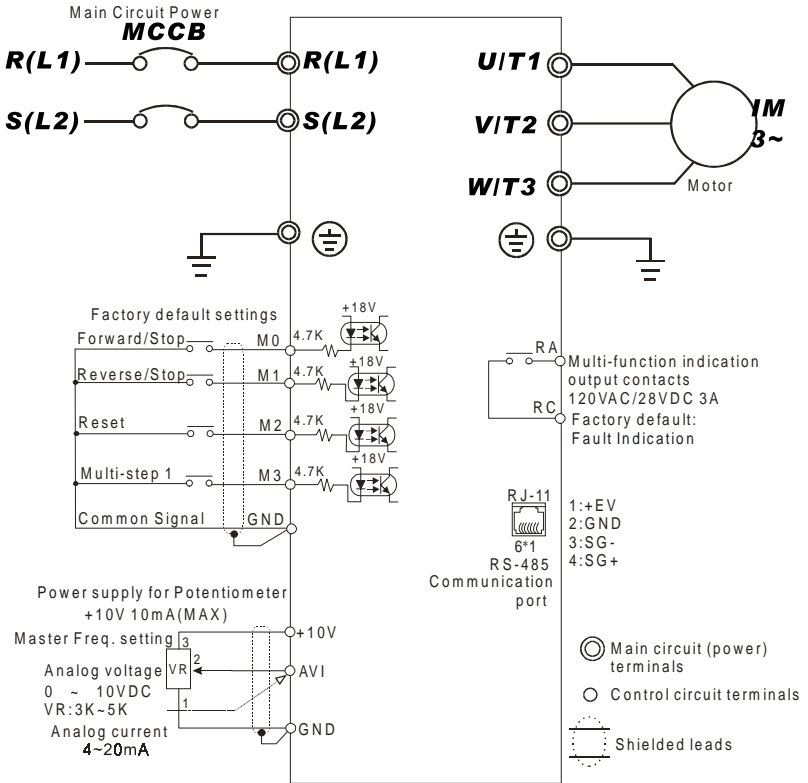 Main Circuit Power
MCCB
R(L1)
R(L1)
S(L2)
S(L2)
U/T1
V/T2
W/T3
IM
3~
Motor
Factory default settings
Forward/Stop
M0
4.7K
+18V
Reverse/Stop
M1
4.7K
+18V
Reset
M2
4.7K
+18V
Multi-step 1
M3
4.7K
+18V
Common Signal
GND
RA
Multi-function indication
output contacts
120VAC/28VDC 3A
RC
Factory default:
Fault Indication
RJ-11
6*1
RS-485
Communication
port
1:+EV
2:GND
3:SG-
4:SG+
Power supply for Potentiometer
+10V 10mA(MAX)
Master Freq. setting
3
+10V
VR
2
AVI
Analog voltage
0 ~ 10VDC
VR:3K~5K
1
Analog current
4~20mA
GND
Main circuit (power)
terminals
Control circuit terminals
Shielded leads